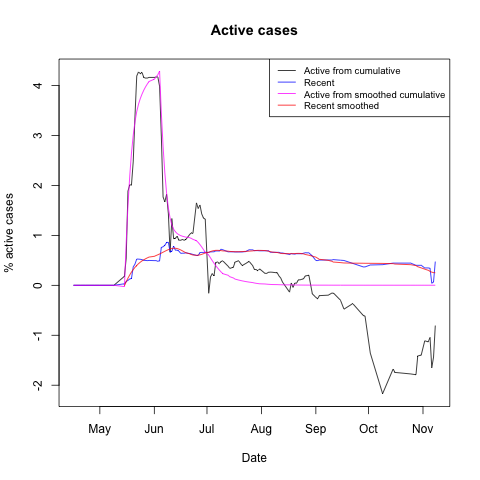 Active cases
Active from cumulative
Recent
Active from smoothed cumulative
Recent smoothed
% active cases
4
3
2
1
0
-1
-2
May Jun Jul Aug Sep Oct Nov
Date